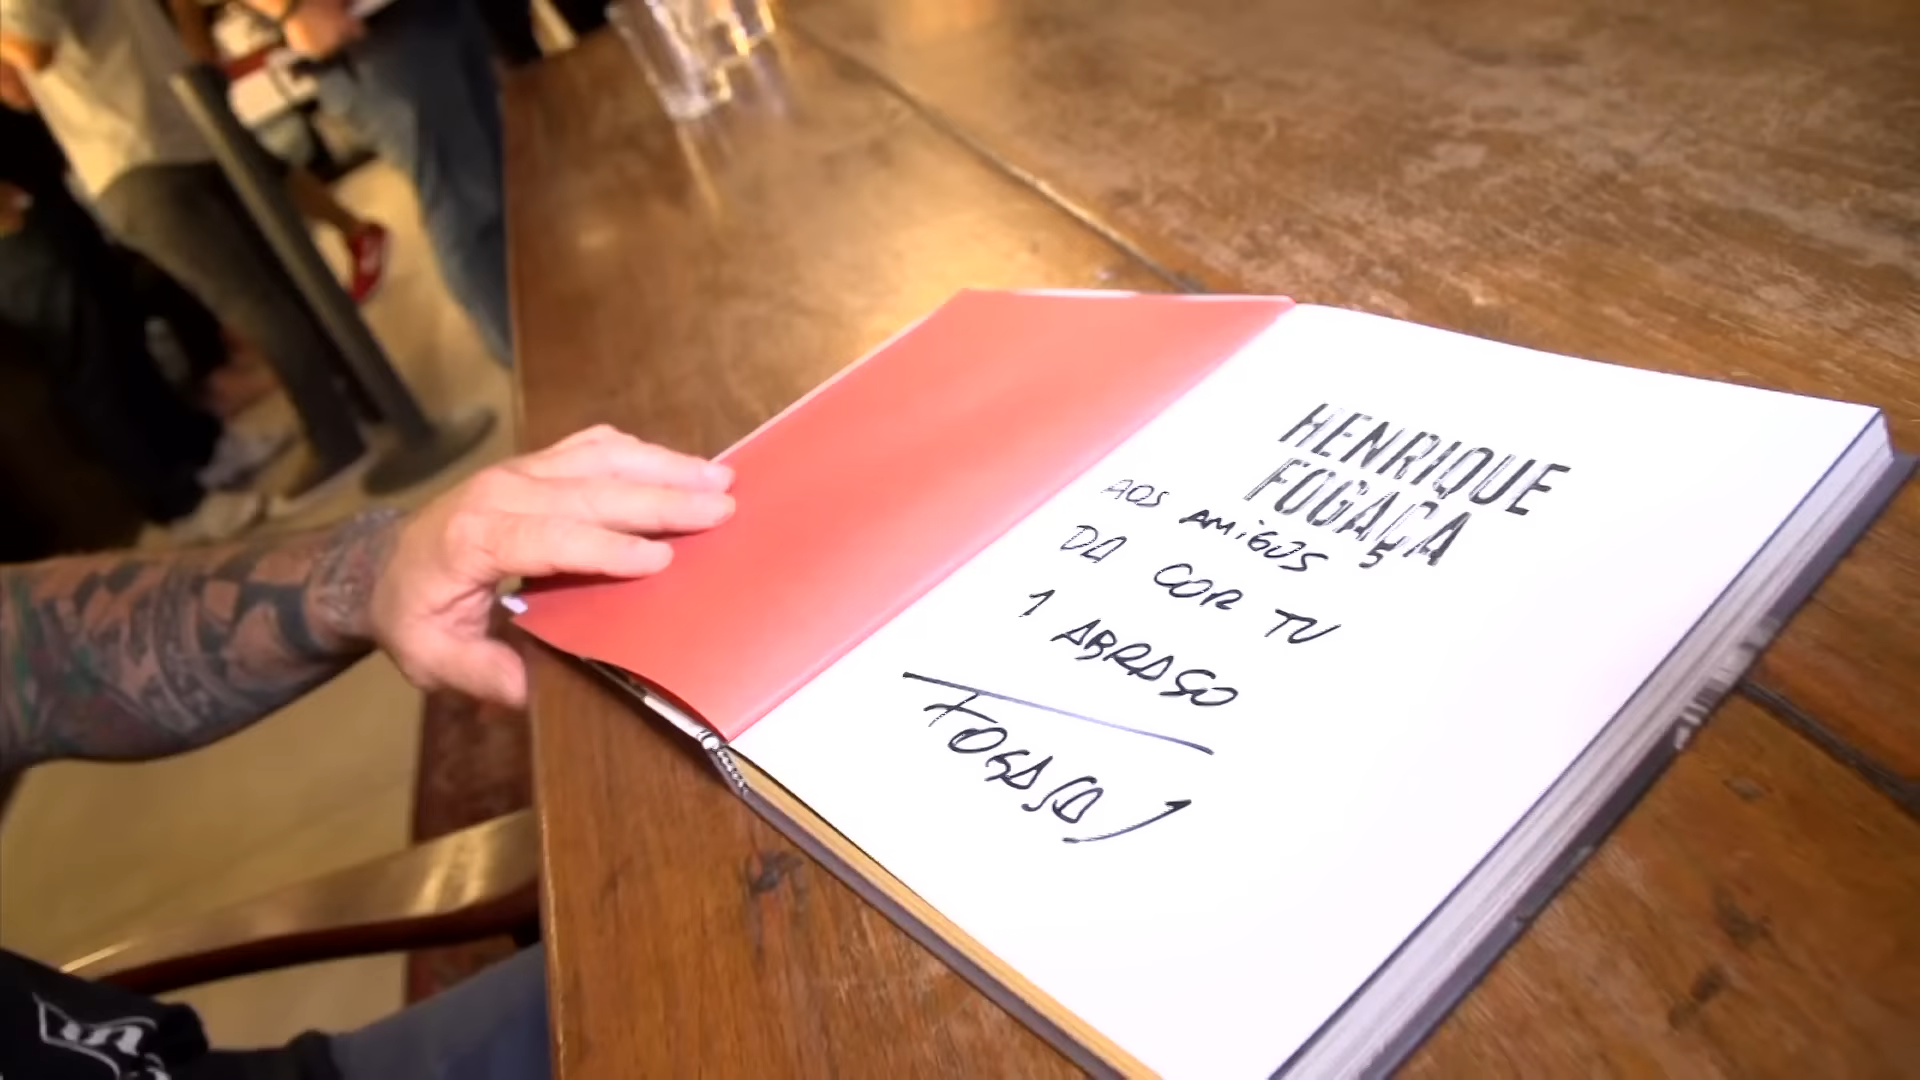 HENRIQUE
FOGAÇA
AOS AMIGOS
DA COR TV
1 ABRAÇO
FOGAÇA